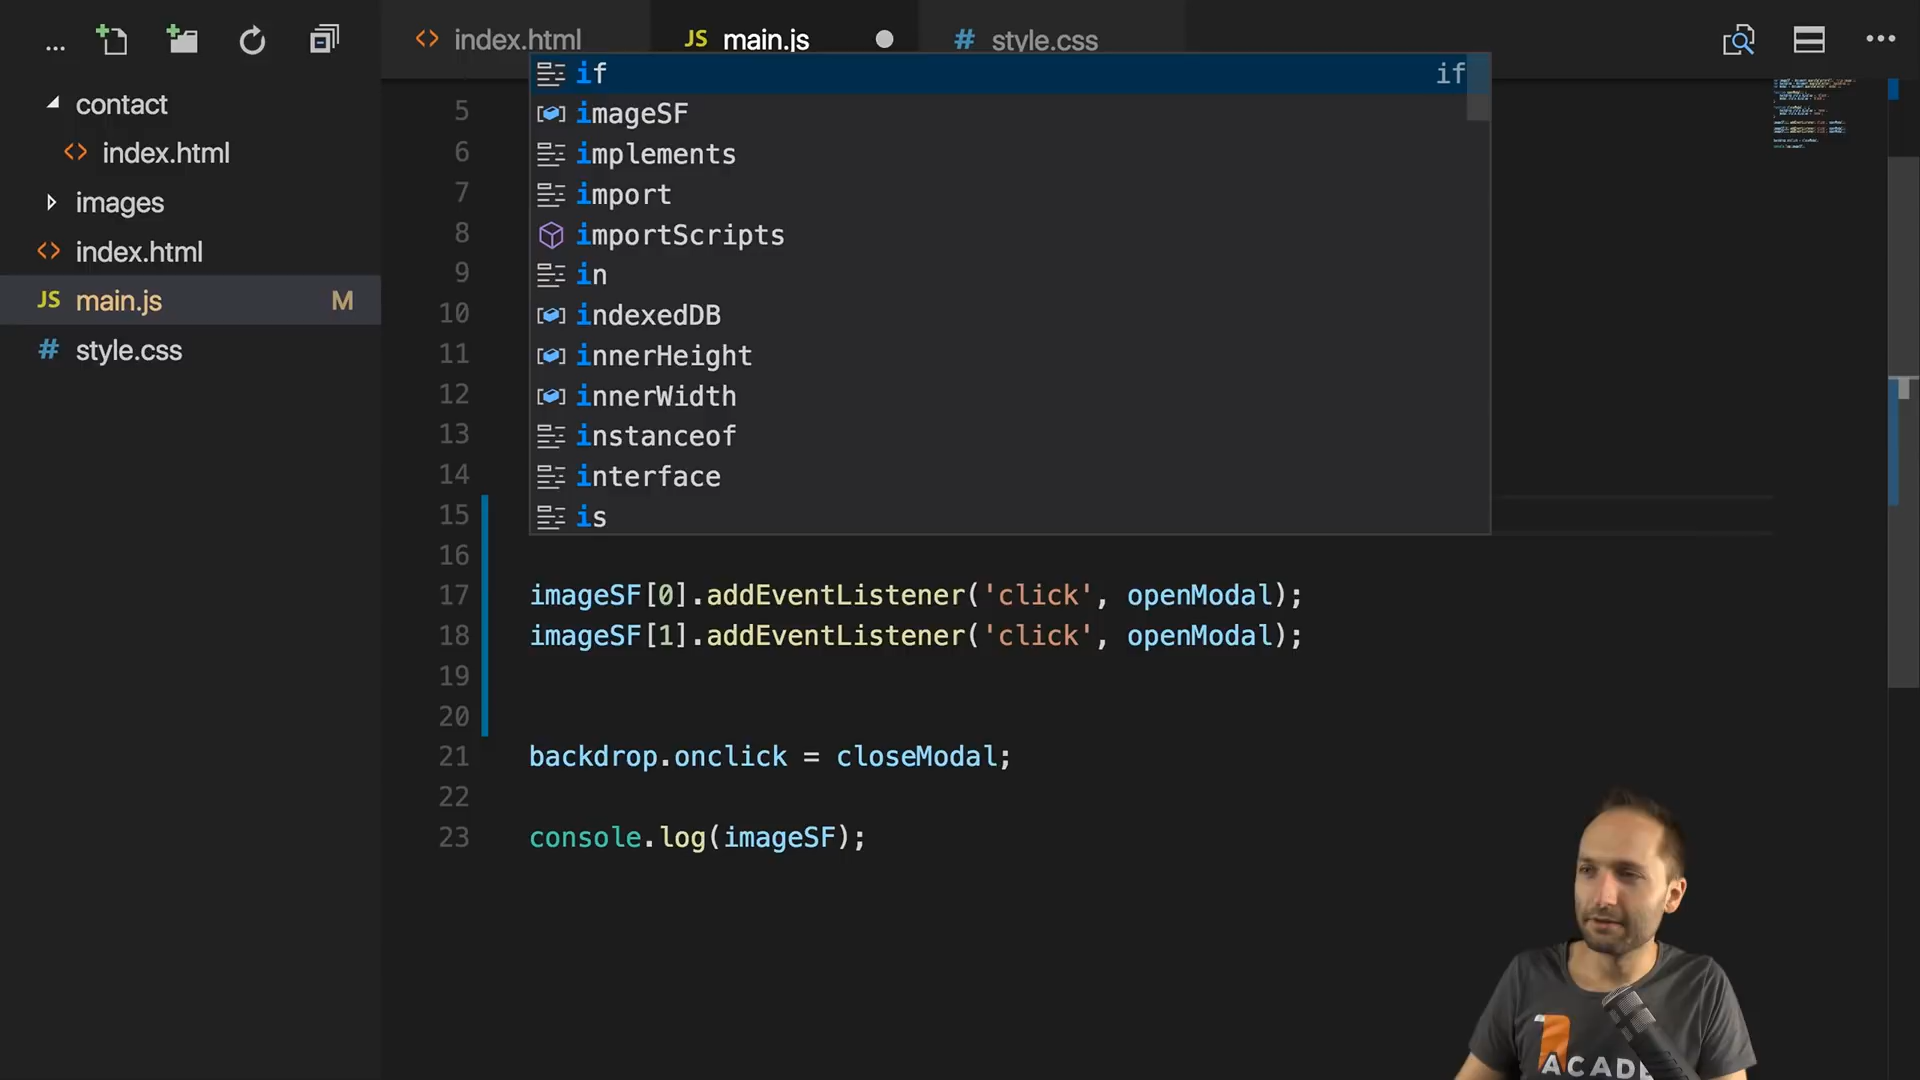 ...
index.html
main.js
style.css
...
contact
index.html
images
index.html
JS main.js M
# style.css
if if
imageSF
implements
import
importScripts
in
indexedDB
innerHeight
innerWidth
instanceof
interface
is
5
6
7
8
9
10
11
12
13
14
15
16
17 imageSF[0].addEventListener('click', openModal);
18 imageSF[1].addEventListener('click', openModal);
19
20
21 backdrop.onclick = closeModal;
22
23 console.log(imageSF);
ACADE